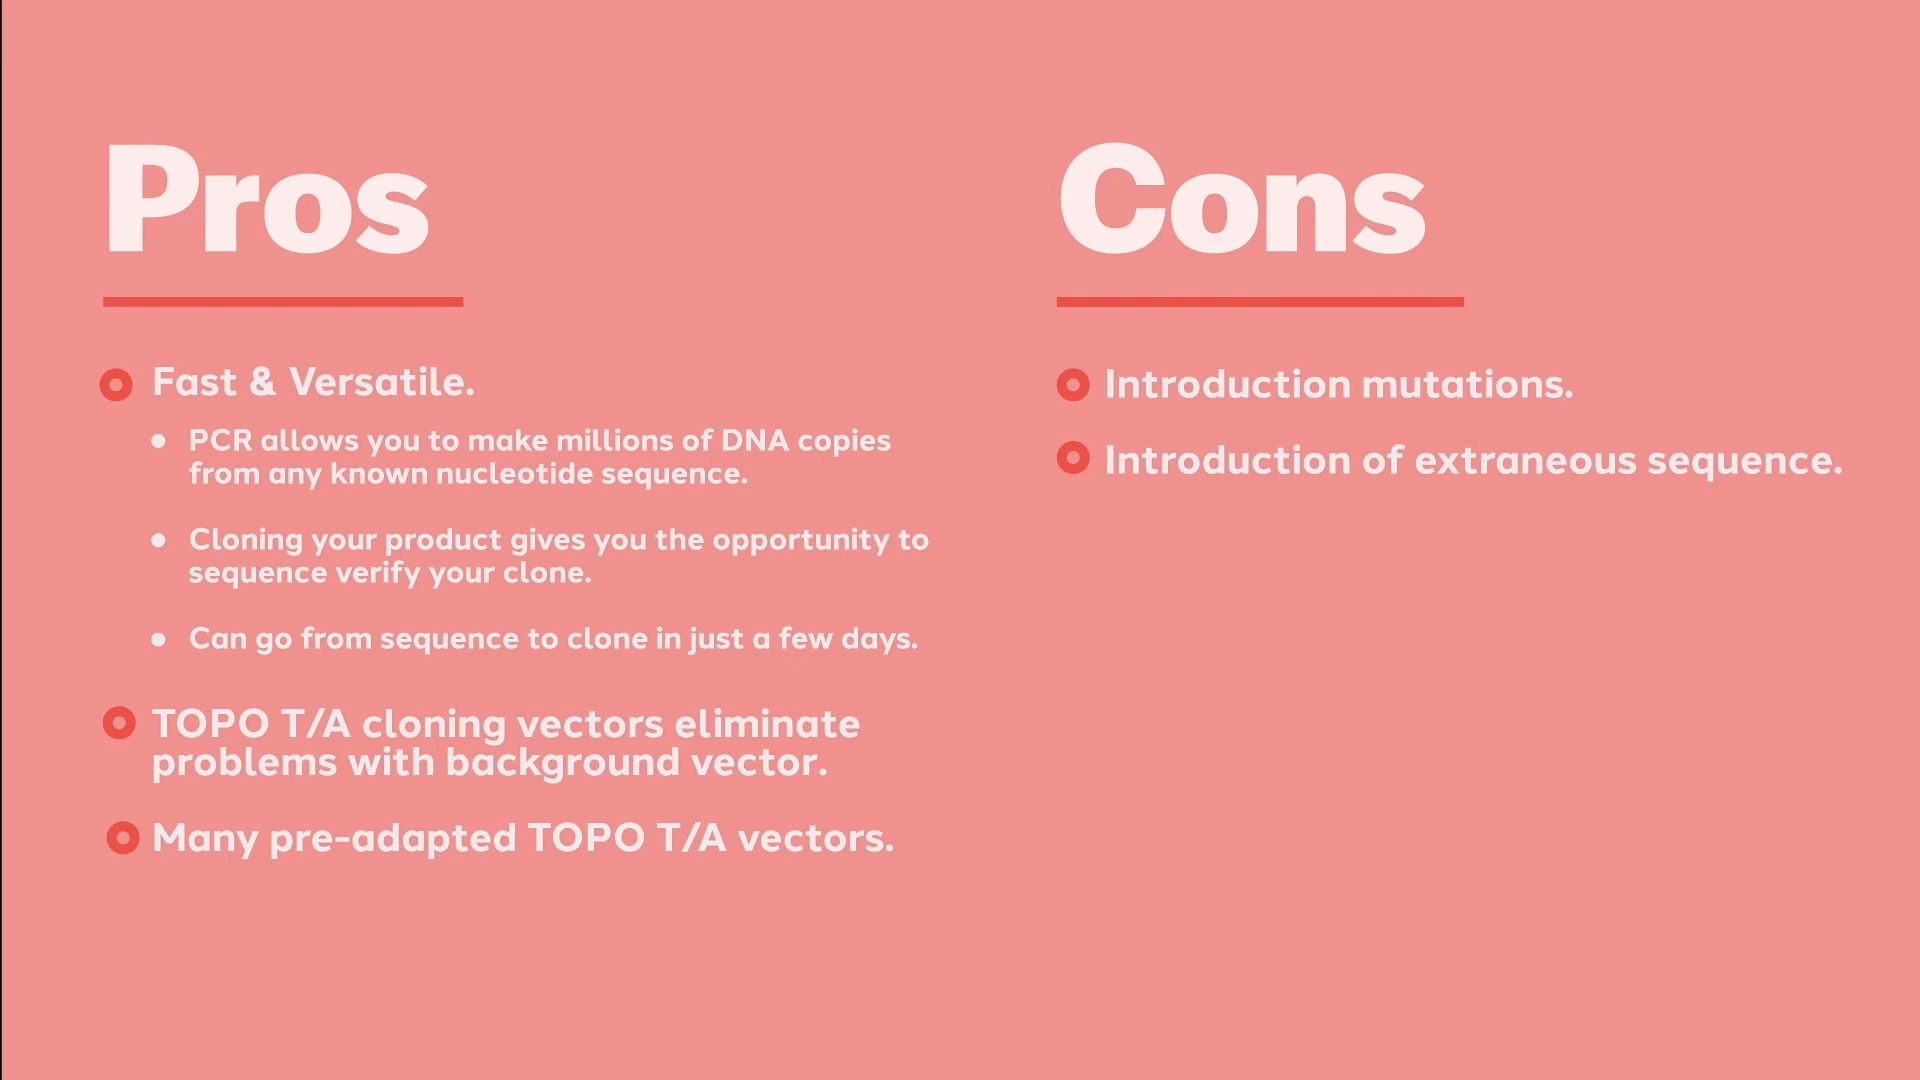 Pros
Fast & Versatile.
PCR allows you to make millions of DNA copies
from any known nucleotide sequence.
Cloning your product gives you the opportunity to
sequence verify your clone.
Can go from sequence to clone in just a few days.
TOPO T/A cloning vectors eliminate
problems with background vector.
Many pre-adapted TOPO T/A vectors.
Cons
Introduction mutations.
Introduction of extraneous sequence.